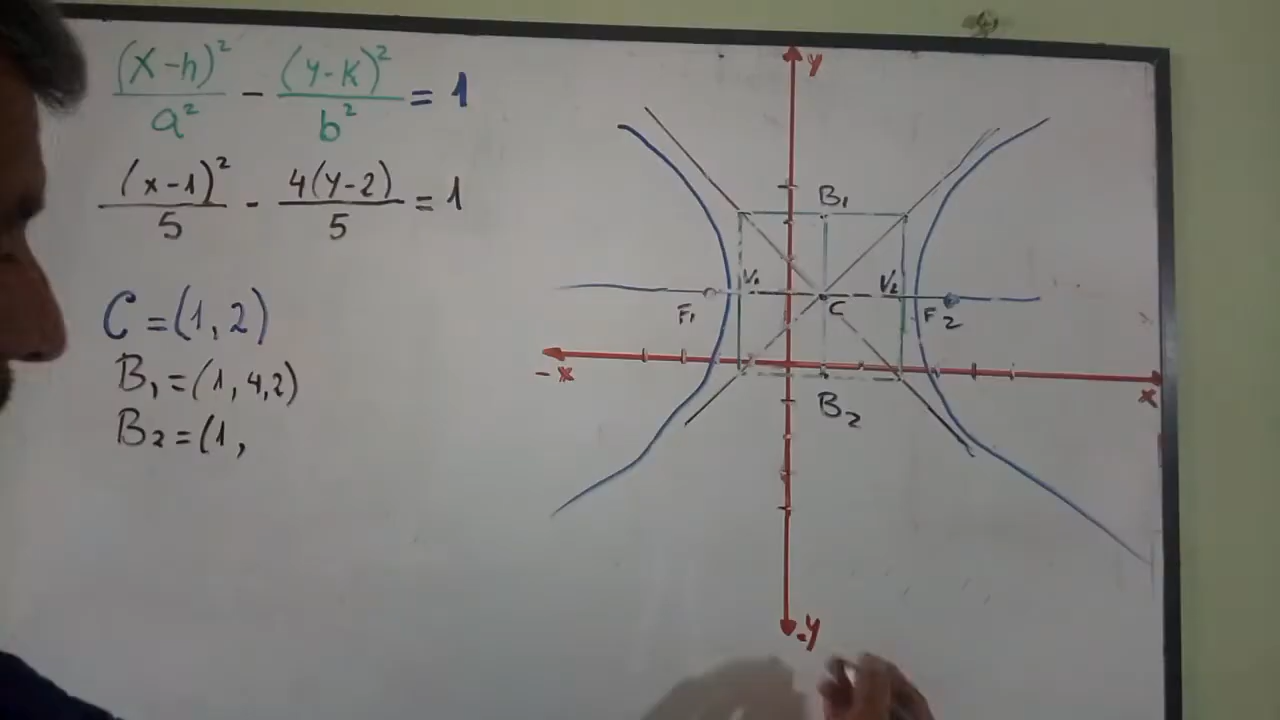 (x-h)²/a² - (y-k)²/b² = 1
(x-1)²/5 - 4(y-2)/5 = 1
C = (1, 2)
B₁ = (1, 4,2)
B₂ = (1,
y
B₁
V₁
V₂
C
F₁
F₂
-x
x
B₂
-y